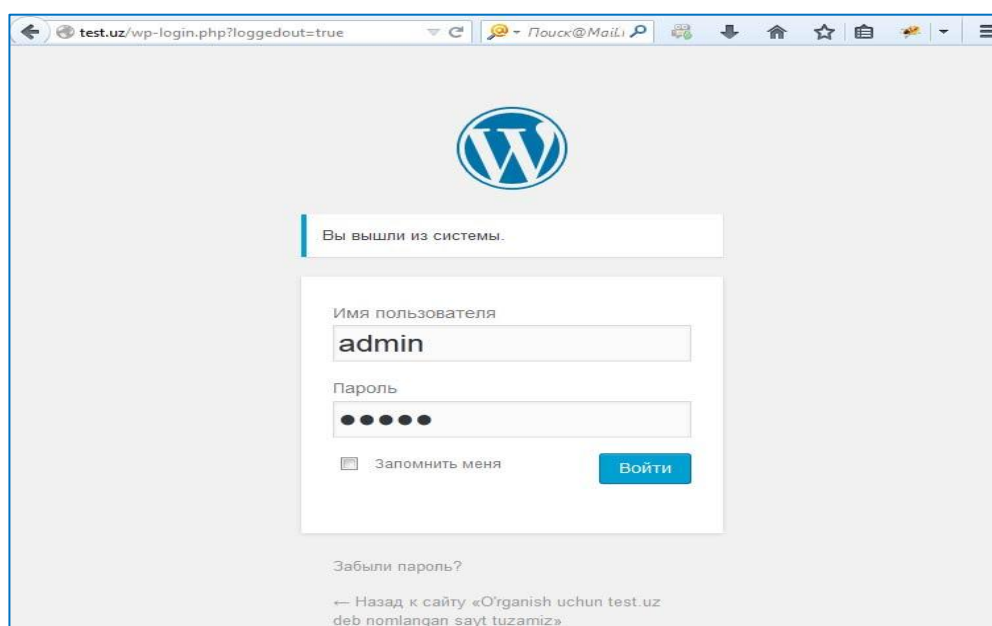 test.uz/wp-login.php?loggedout=true
Поиск@Mail.
Вы вышли из системы.
Имя пользователя
admin
Пароль
●●●●●
Запомнить меня
Войти
Забыли пароль?
← Назад к сайту «O'rganish uchun test.uz
deb nomlangan sayt tuzamiz»